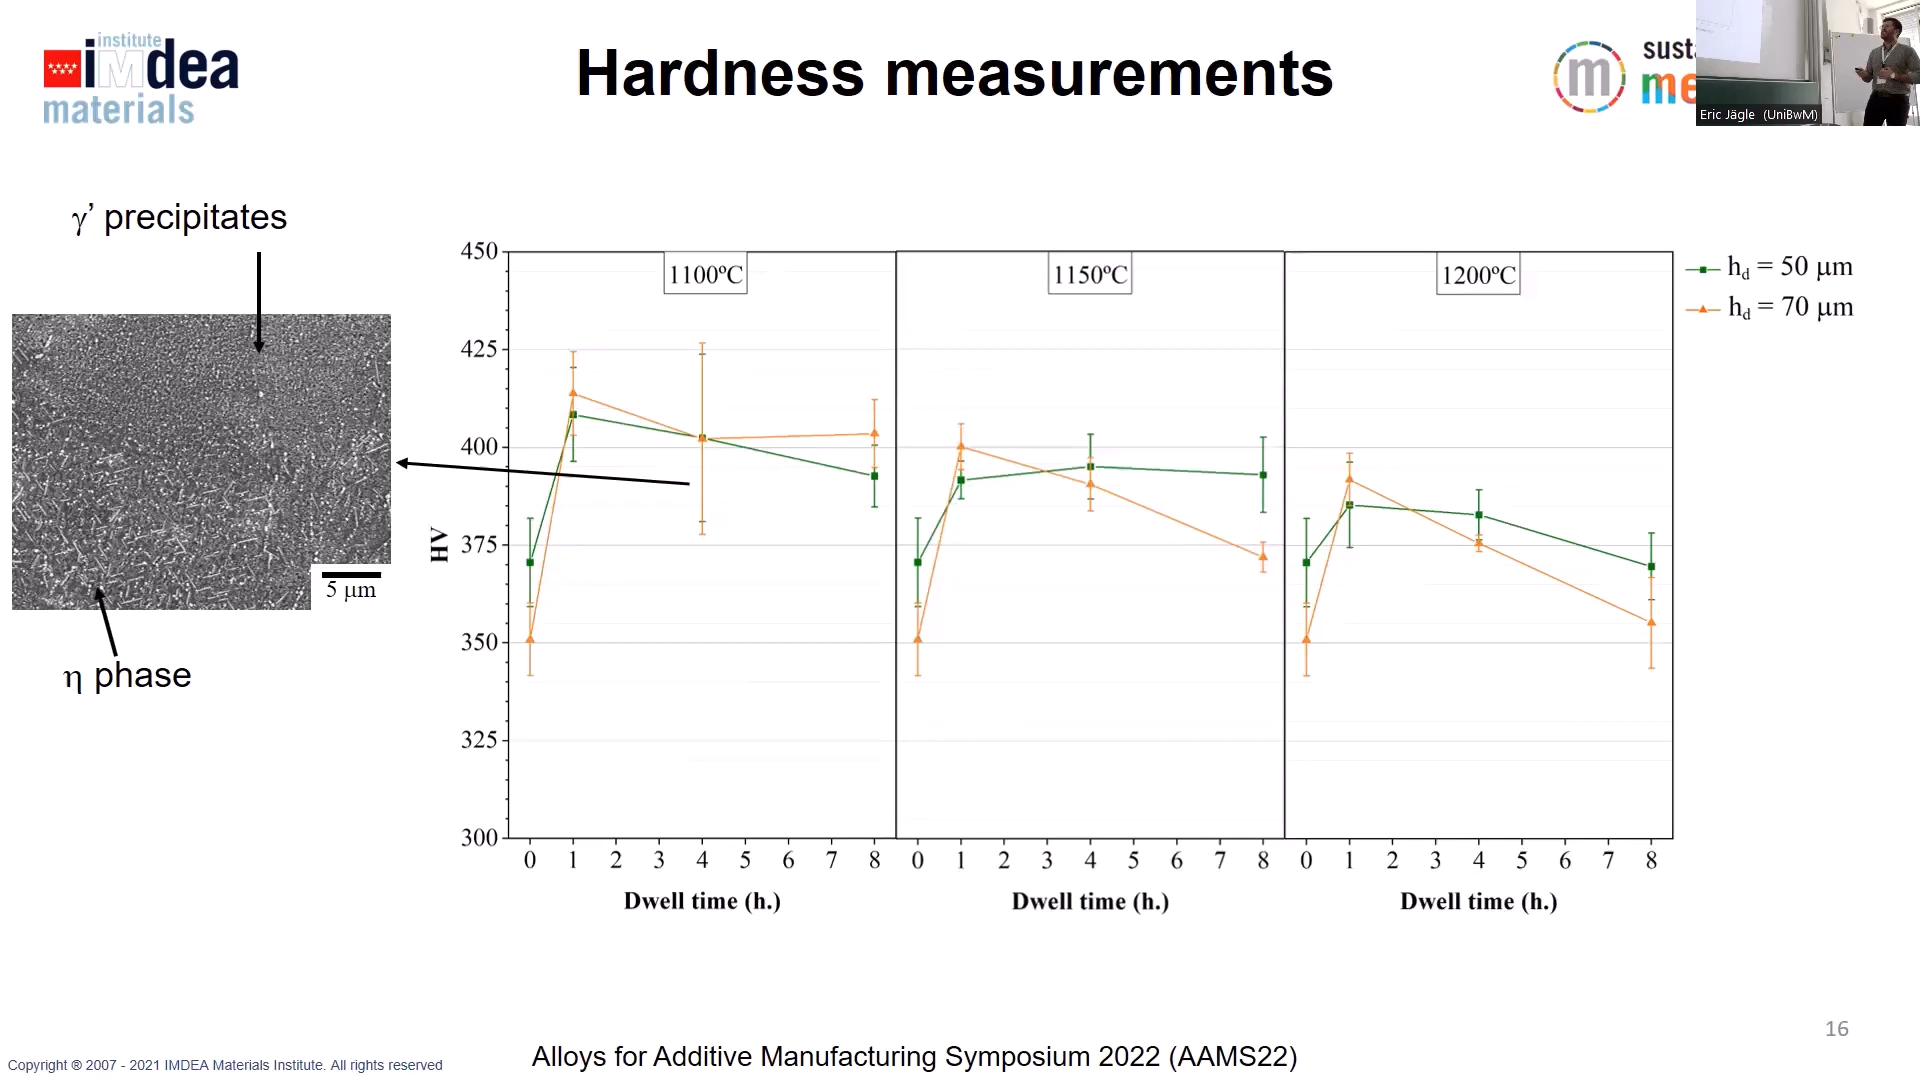 institute
iMdea
materials
Hardness measurements
susta
me
m
Eric Jägle (UniBwM)
γ’ precipitates
5 µm
η phase
450
425
400
375
350
325
300
HV
1100ºC
1150ºC
1200ºC
h_d = 50 µm
h_d = 70 µm
0 1 2 3 4 5 6 7 8
0 1 2 3 4 5 6 7 8
0 1 2 3 4 5 6 7 8
Dwell time (h.)
Dwell time (h.)
Dwell time (h.)
16
Copyright ® 2007 - 2021 IMDEA Materials Institute. All rights reserved
Alloys for Additive Manufacturing Symposium 2022 (AAMS22)